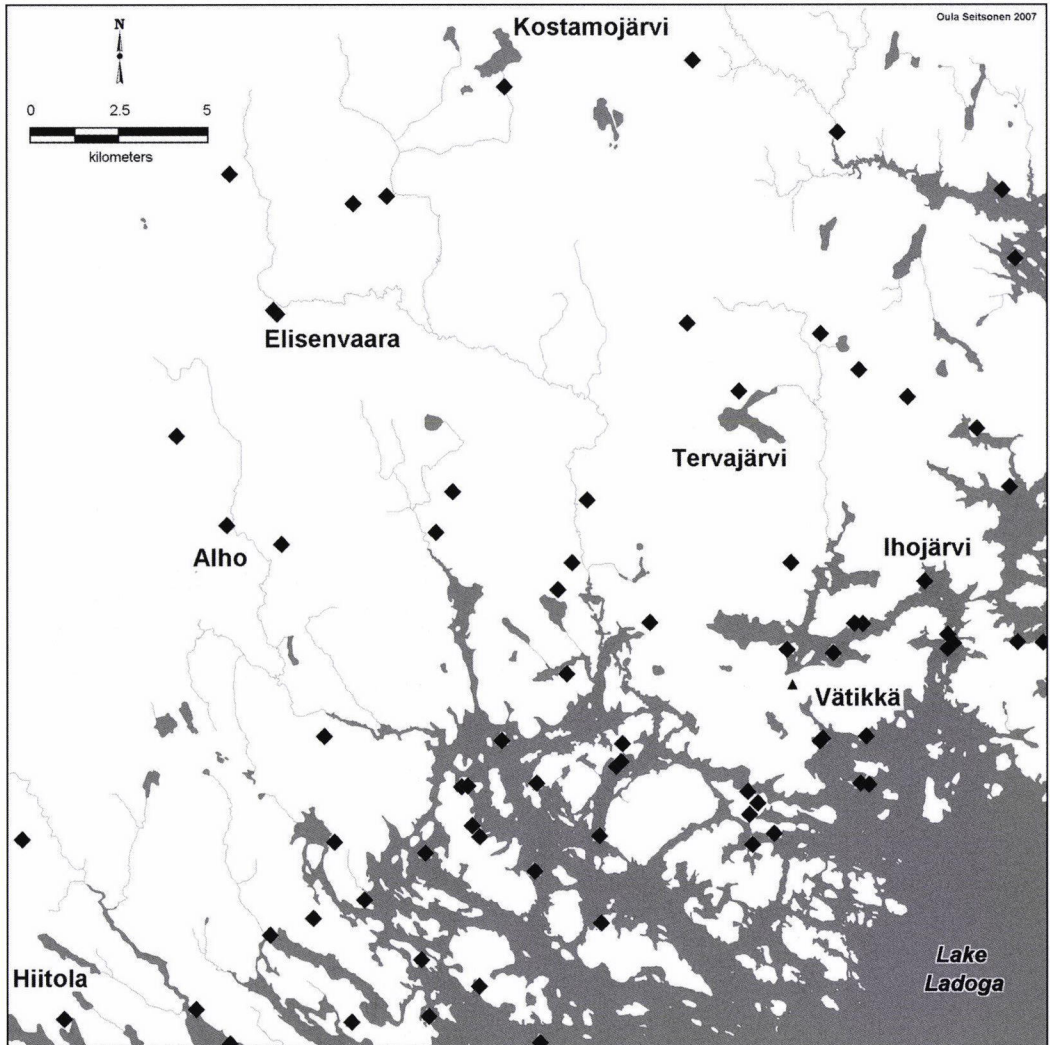 Oula Seitsonen 2007
Kostamojärvi
N
0 2.5 5
kilometers
Elisenvaara
Tervajärvi
Alho
Ihojärvi
Vätikkä
Hiitola
Lake
Ladoga